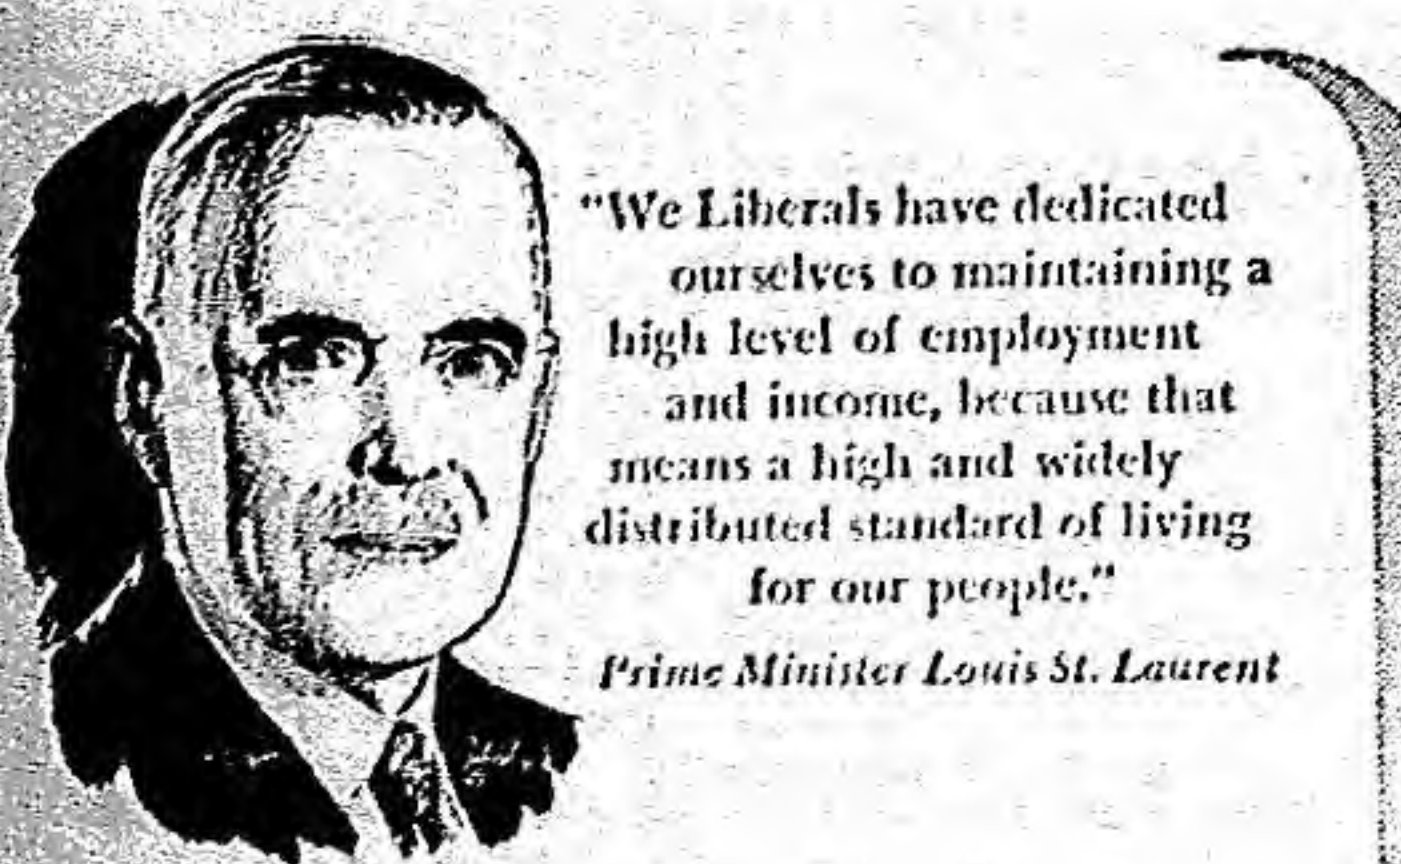 "We Liberals have dedicated
ourselves to maintaining a
high level of employment
and income, because that
means a high and widely
distributed standard of living
for our people."
Prime Minister Louis St. Laurent